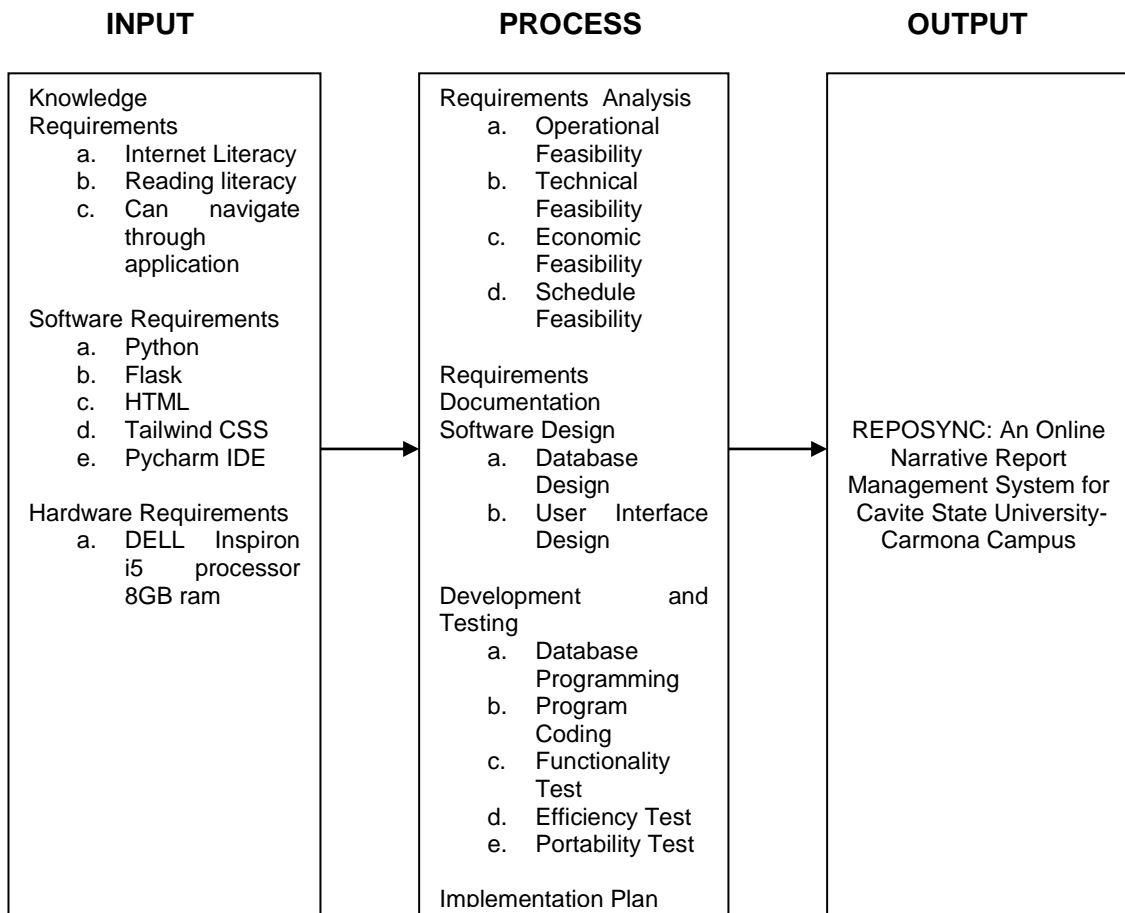 INPUT
PROCESS
OUTPUT
Knowledge
Requirements
a. Internet Literacy
b. Reading literacy
c. Can navigate
through
application
Software Requirements
a. Python
b. Flask
c. HTML
d. Tailwind CSS
e. Pycharm IDE
Hardware Requirements
a. DELL Inspiron
i5 processor
8GB ram
Requirements Analysis
a. Operational
Feasibility
b. Technical
Feasibility
c. Economic
Feasibility
d. Schedule
Feasibility
Requirements
Documentation
Software Design
a. Database
Design
b. User Interface
Design
Development and
Testing
a. Database
Programming
b. Program
Coding
c. Functionality
Test
d. Efficiency Test
e. Portability Test
Implementation Plan
REPOSYNC: An Online
Narrative Report
Management System for
Cavite State University-
Carmona Campus